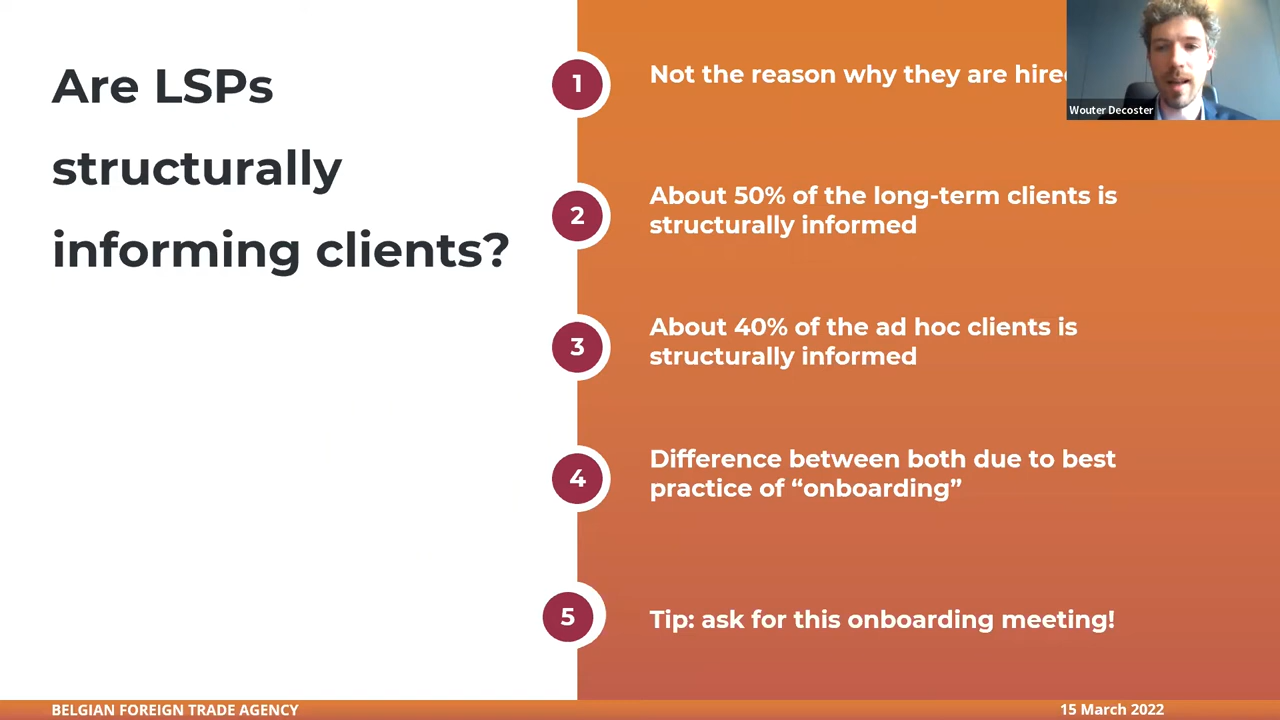 Are LSPs
structurally
informing clients?
1
Not the reason why they are hired
2
About 50% of the long-term clients is
structurally informed
3
About 40% of the ad hoc clients is
structurally informed
4
Difference between both due to best
practice of “onboarding”
5
Tip: ask for this onboarding meeting!
Wouter Decoster
BELGIAN FOREIGN TRADE AGENCY
15 March 2022